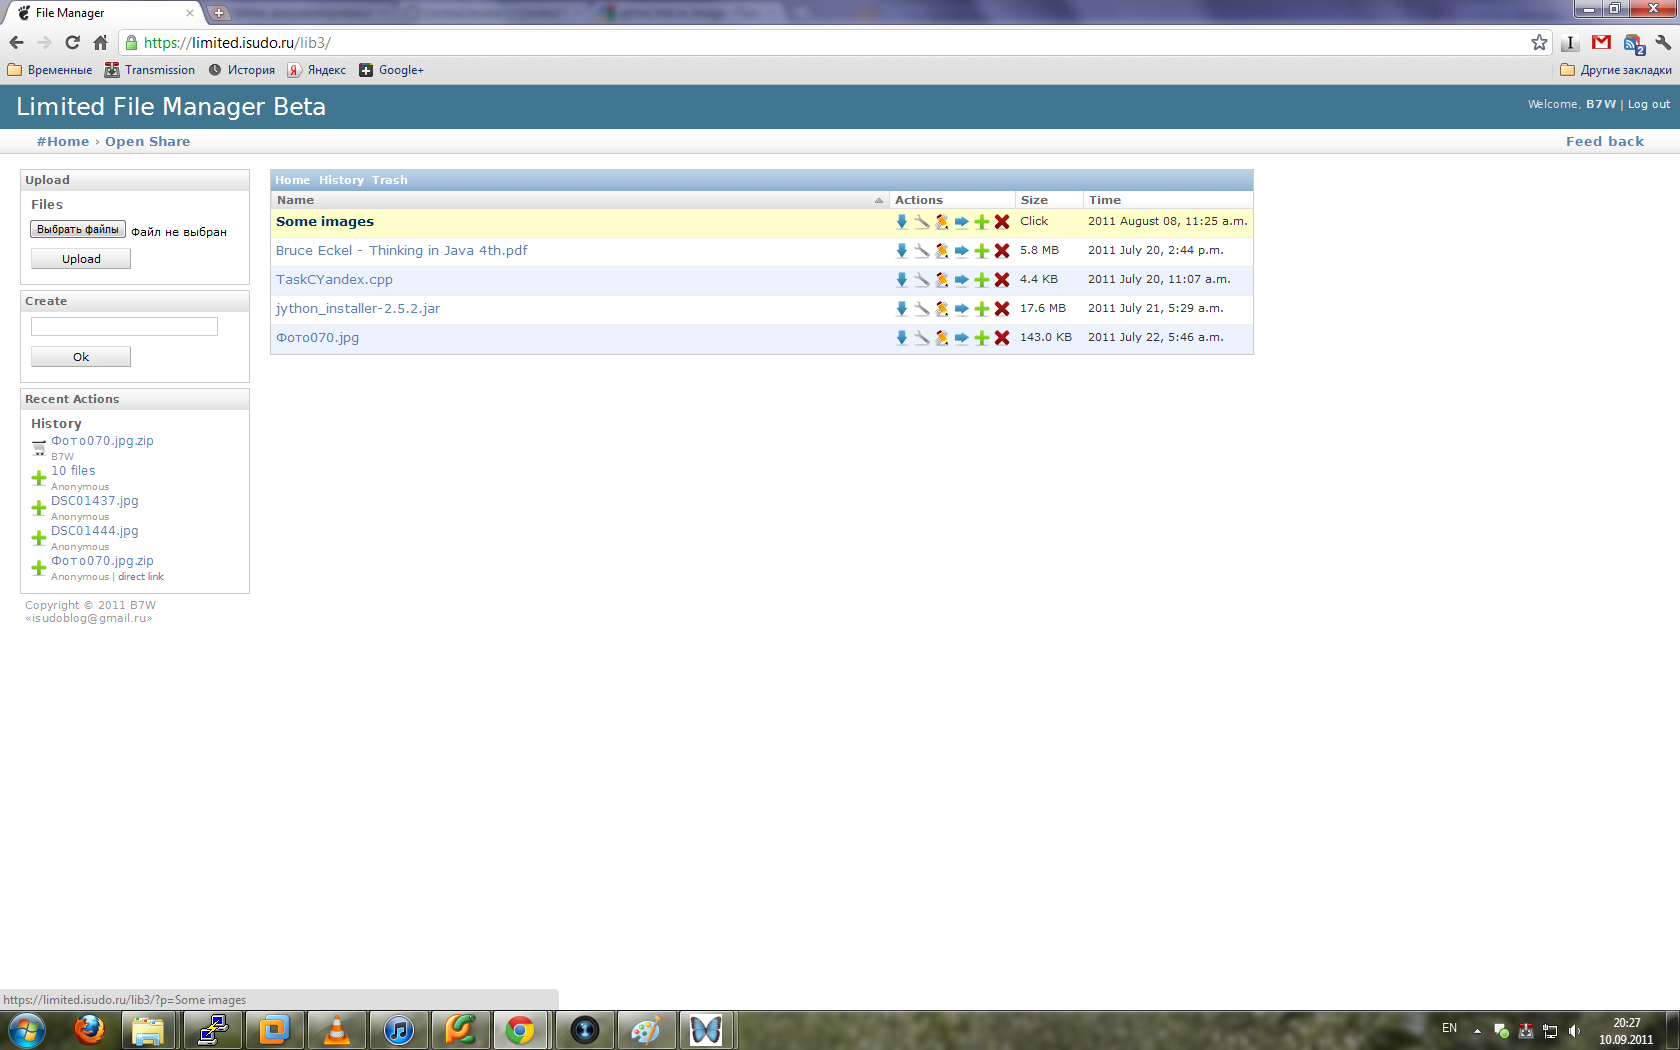 File Manager
https://limited.isudo.ru/lib3/
Временные Transmission История Яндекс Google+ Другие закладки
Limited File Manager Beta
Welcome, B7W | Log out
#Home › Open Share
Feed back
Upload
Files
Выбрать файлы Файл не выбран
Upload
Create
Ok
Recent Actions
History
Фото070.jpg.zip
B7W
10 files
Anonymous
DSC01437.jpg
Anonymous
DSC01444.jpg
Anonymous
Фото070.jpg.zip
Anonymous | direct link
Copyright © 2011 B7W
«isudoblog@gmail.ru»
Home History Trash
Name Actions Size Time
Some images Click 2011 August 08, 11:25 a.m.
Bruce Eckel - Thinking in Java 4th.pdf 5.8 MB 2011 July 20, 2:44 p.m.
TaskCYandex.cpp 4.4 KB 2011 July 20, 11:07 a.m.
jython_installer-2.5.2.jar 17.6 MB 2011 July 21, 5:29 a.m.
Фото070.jpg 143.0 KB 2011 July 22, 5:46 a.m.
https://limited.isudo.ru/lib3/?p=Some images
EN
20:27
10.09.2011